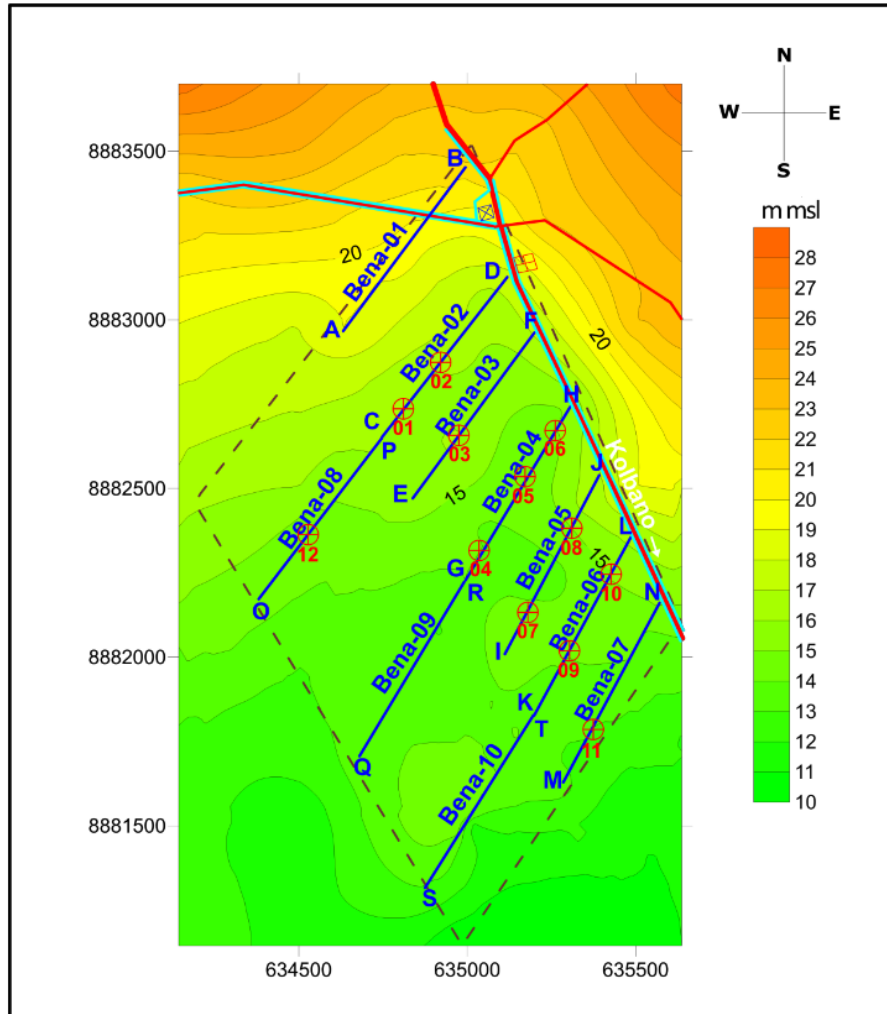 N
W E
S
m msl
28
27
26
25
24
23
22
21
20
19
18
17
16
15
14
13
12
11
10
8883500
8883000
8882500
8882000
8881500
634500 635000 635500
B
20
Bena-01
A
D
F
20
Bena-02
02
C
01
P
Bena-03
03
E
15
H
06
Bena-04
05
04
G
R
Kolbano →
J
L
N
Bena-05
08
07
I
15
10
Bena-06
09
K
T
Bena-07
11
M
Bena-08
12
O
Bena-09
Q
Bena-10
S